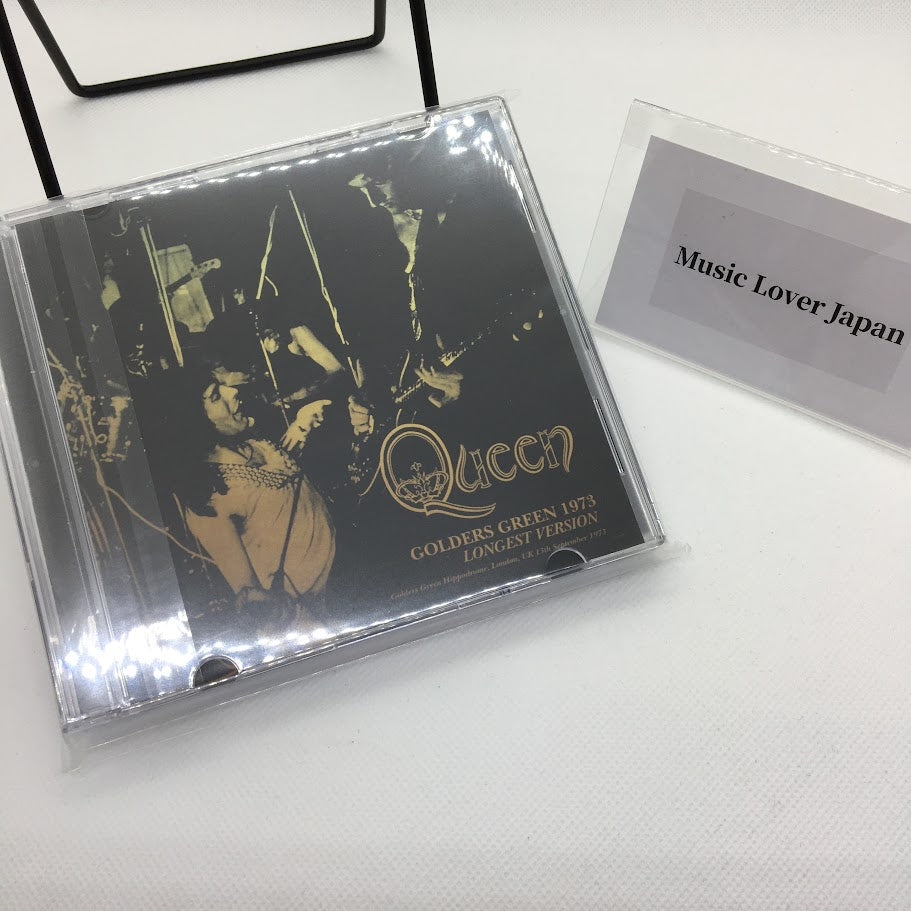 Queen
GOLDERS GREEN 1973
LONGEST VERSION
Golders Green Hippodrome, London, UK 13th September 1973
Music Lover Japan